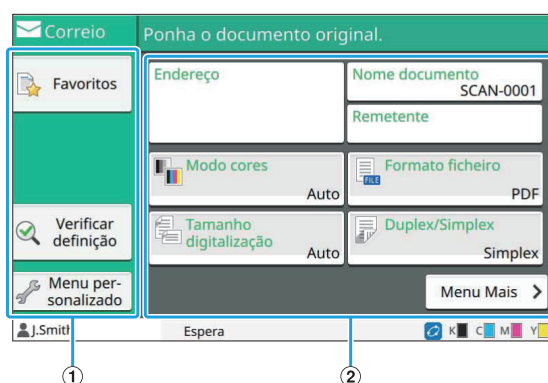 Correio
Ponha o documento original.
Favoritos
Verificar
definição
Menu per-
sonalizado
Endereço
Nome documento
SCAN-0001
Remetente
Modo cores
Auto
Formato ficheiro
FILE
PDF
Tamanho
digitalização
Auto
Duplex/Simplex
Simplex
Menu Mais
J.Smith
Espera
K C M Y
1
2